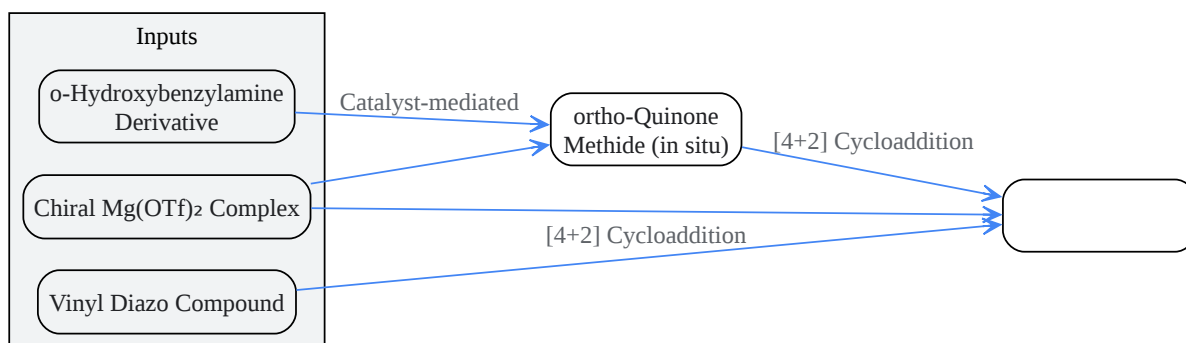 Inputs
o-Hydroxybenzylamine
Derivative
Catalyst-mediated
ortho-Quinone
Methide (in situ)
[4+2] Cycloaddition
Chiral Mg(OTf)₂ Complex
[4+2] Cycloaddition
Vinyl Diazo Compound